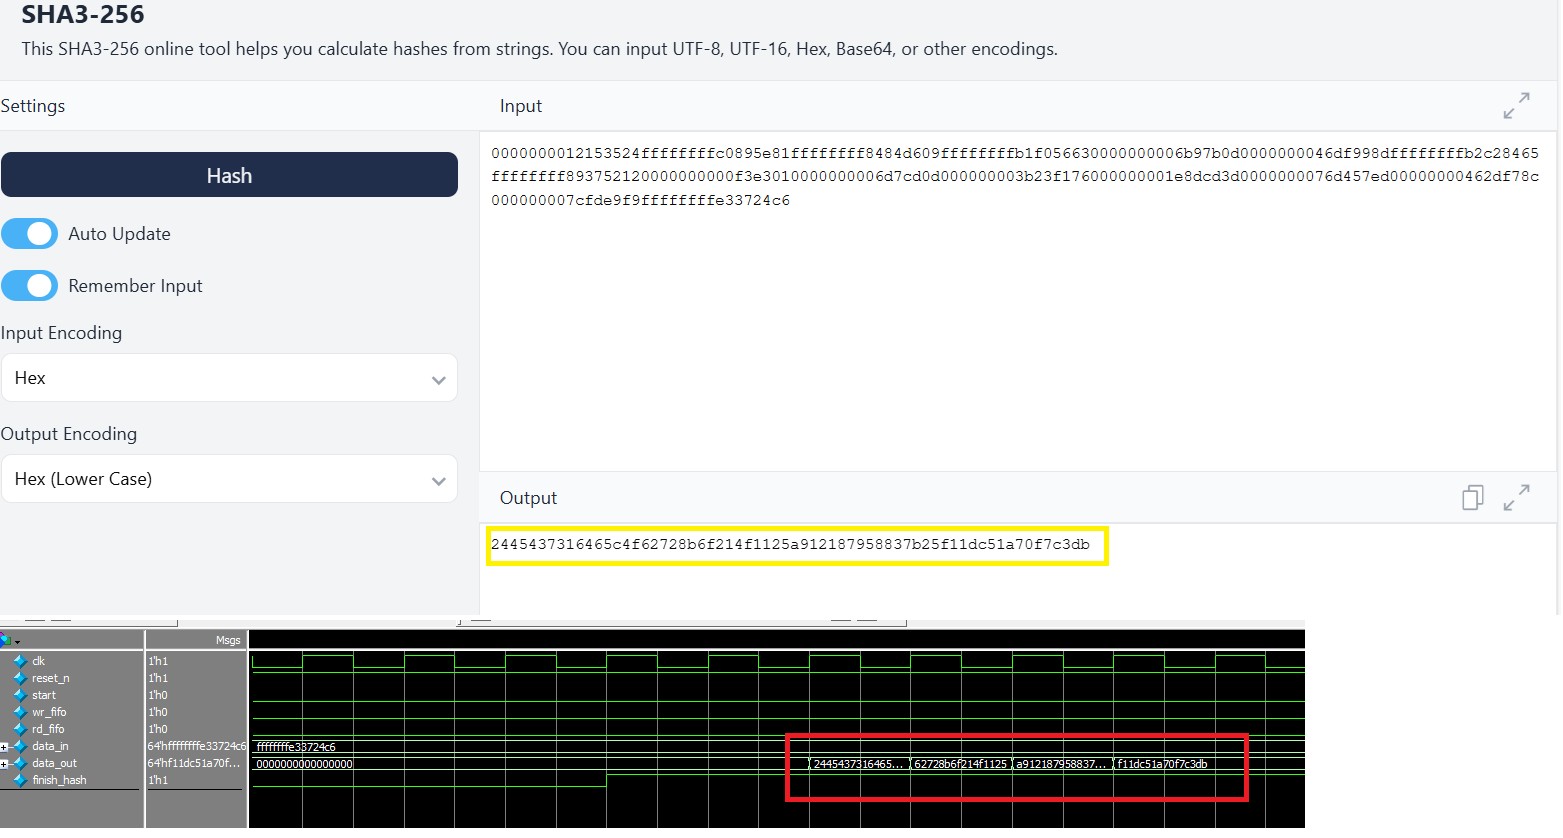 SHA3-256
This SHA3-256 online tool helps you calculate hashes from strings. You can input UTF-8, UTF-16, Hex, Base64, or other encodings.
Settings
Input
Hash
0000000012153524ffffffffc0895e81ffffffff8484d609ffffffffb1f056630000000006b97b0d0000000046df998dffffffffb2c28465
ffffffff893752120000000000f3e3010000000006d7cd0d000000003b23f176000000001e8dcd3d0000000076d457ed00000000462df78c
000000007cfde9f9ffffffffe33724c6
Auto Update
Remember Input
Input Encoding
Hex
Output Encoding
Hex (Lower Case)
Output
2445437316465c4f62728b6f214f1125a912187958837b25f11dc51a70f7c3db
Msgs
clk 1'h1
reset_n 1'h1
start 1'h0
wr_fifo 1'h0
rd_fifo 1'h0
data_in 64'hffffffffe33724c6 ffffffffe33724c6
data_out 64'hf11dc51a70f... 0000000000000000 2445437316465... 62728b6f214f1125 a912187958837... f11dc51a70f7c3db
finish_hash 1'h1